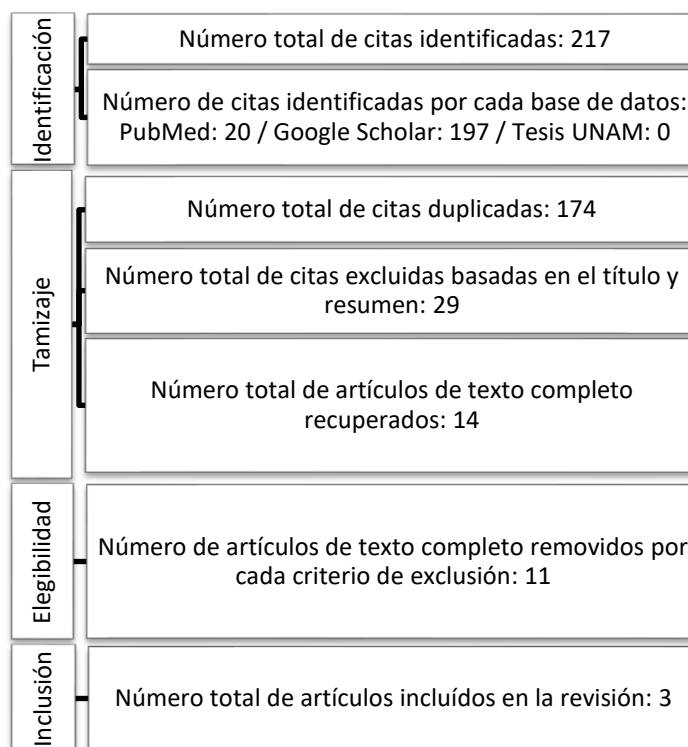 Identificación
Número total de citas identificadas: 217
Número de citas identificadas por cada base de datos:
PubMed: 20 / Google Scholar: 197 / Tesis UNAM: 0
Tamizaje
Número total de citas duplicadas: 174
Número total de citas excluidas basadas en el título y
resumen: 29
Número total de artículos de texto completo
recuperados: 14
Elegibilidad
Número de artículos de texto completo removidos por
cada criterio de exclusión: 11
Inclusión
Número total de artículos incluídos en la revisión: 3